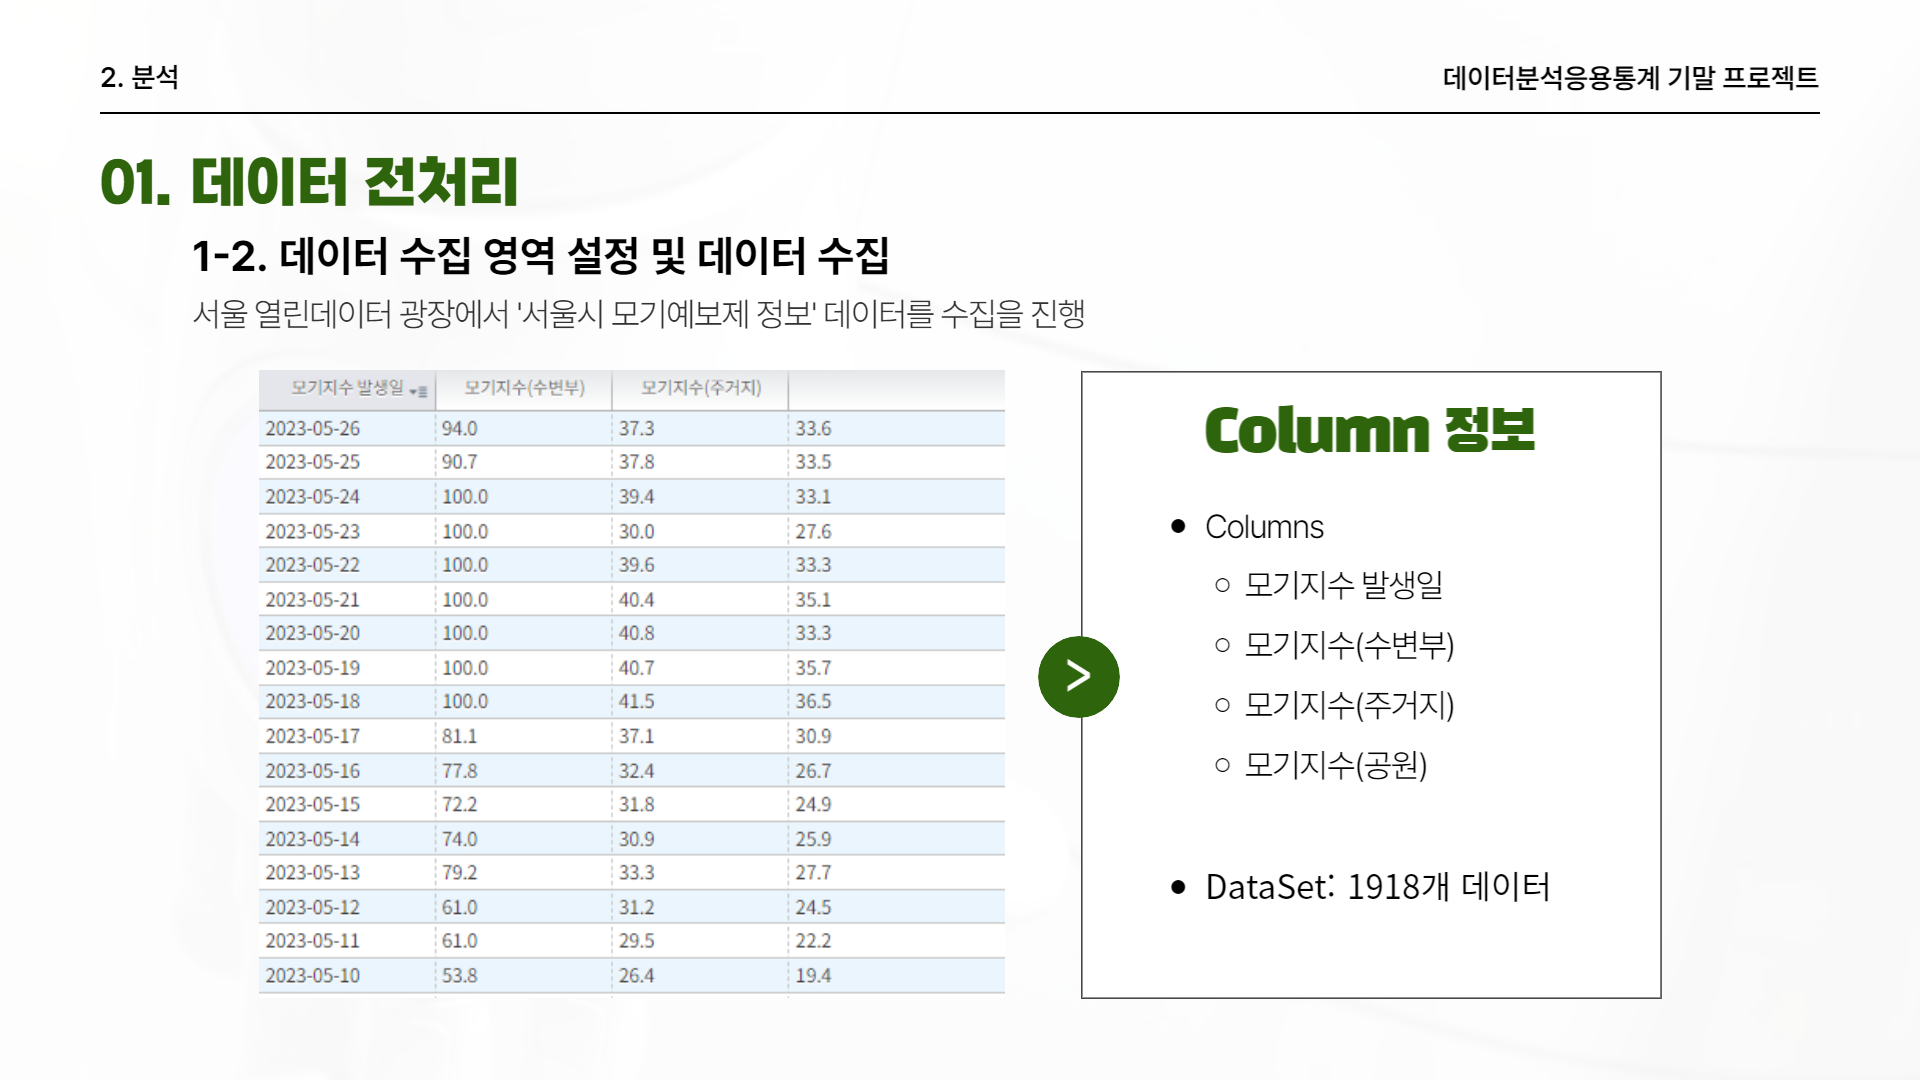 2. 분석
데이터분석응용통계 기말 프로젝트
01. 데이터 전처리
1-2. 데이터 수집 영역 설정 및 데이터 수집
서울 열린데이터 광장에서 '서울시 모기예보제 정보' 데이터를 수집을 진행
모기지수 발생일 모기지수(수변부) 모기지수(주거지)
2023-05-26 94.0 37.3 33.6
2023-05-25 90.7 37.8 33.5
2023-05-24 100.0 39.4 33.1
2023-05-23 100.0 30.0 27.6
2023-05-22 100.0 39.6 33.3
2023-05-21 100.0 40.4 35.1
2023-05-20 100.0 40.8 33.3
2023-05-19 100.0 40.7 35.7
2023-05-18 100.0 41.5 36.5
2023-05-17 81.1 37.1 30.9
2023-05-16 77.8 32.4 26.7
2023-05-15 72.2 31.8 24.9
2023-05-14 74.0 30.9 25.9
2023-05-13 79.2 33.3 27.7
2023-05-12 61.0 31.2 24.5
2023-05-11 61.0 29.5 22.2
2023-05-10 53.8 26.4 19.4
>
Column 정보
● Columns
○ 모기지수 발생일
○ 모기지수(수변부)
○ 모기지수(주거지)
○ 모기지수(공원)
● DataSet: 1918개 데이터